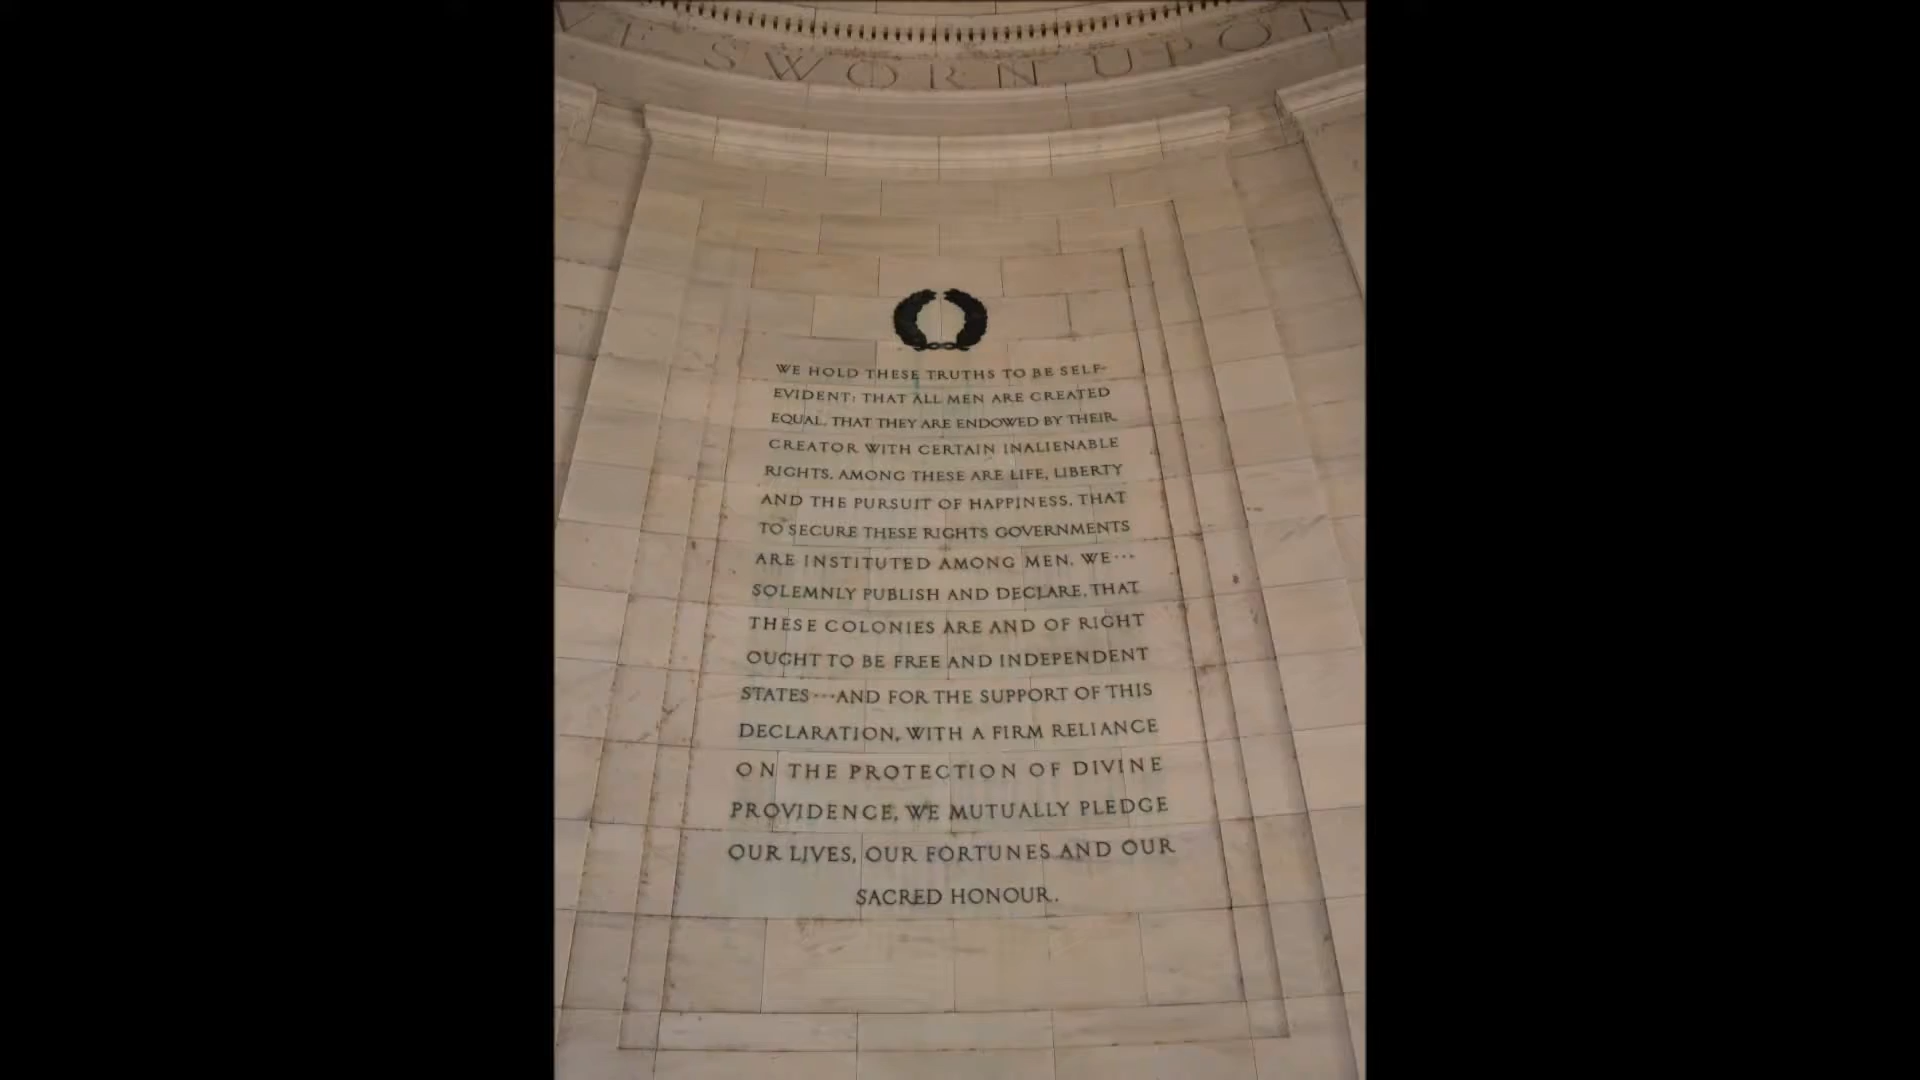 VE SWORN UPON
WE HOLD THESE TRUTHS TO BE SELF-
EVIDENT: THAT ALL MEN ARE CREATED
EQUAL, THAT THEY ARE ENDOWED BY THEIR
CREATOR WITH CERTAIN INALIENABLE
RIGHTS, AMONG THESE ARE LIFE, LIBERTY
AND THE PURSUIT OF HAPPINESS, THAT
TO SECURE THESE RIGHTS GOVERNMENTS
ARE INSTITUTED AMONG MEN. WE···
SOLEMNLY PUBLISH AND DECLARE, THAT
THESE COLONIES ARE AND OF RIGHT
OUGHT TO BE FREE AND INDEPENDENT
STATES···AND FOR THE SUPPORT OF THIS
DECLARATION, WITH A FIRM RELIANCE
ON THE PROTECTION OF DIVINE
PROVIDENCE, WE MUTUALLY PLEDGE
OUR LIVES, OUR FORTUNES AND OUR
SACRED HONOUR.